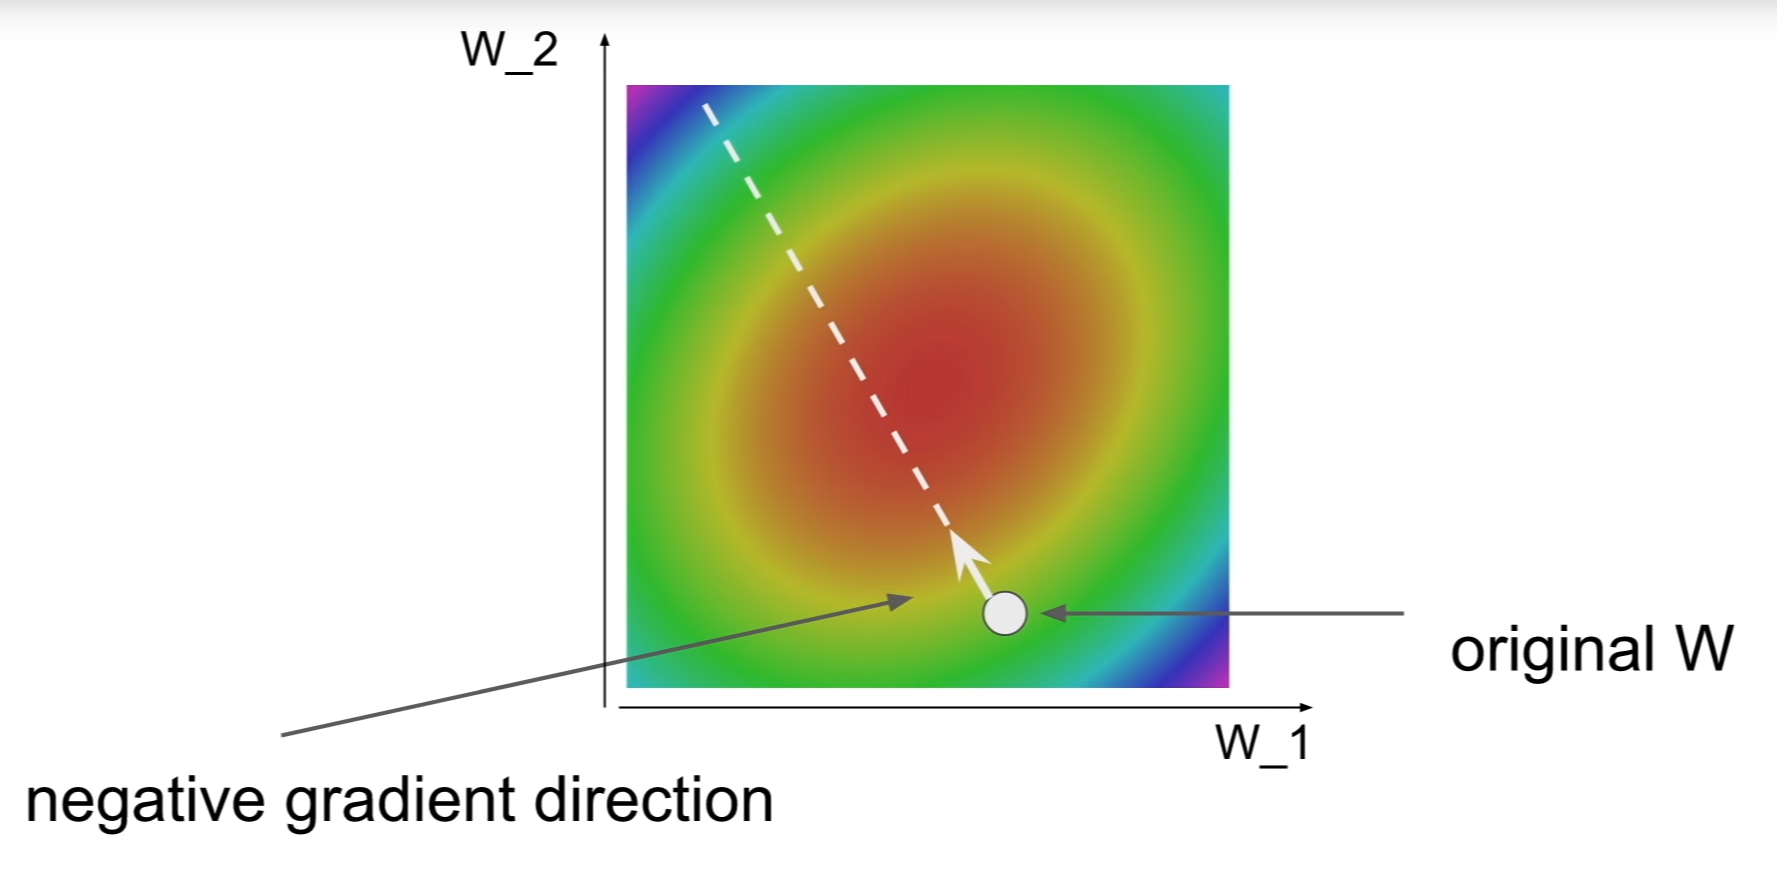 W_2
original W
W_1
negative gradient direction